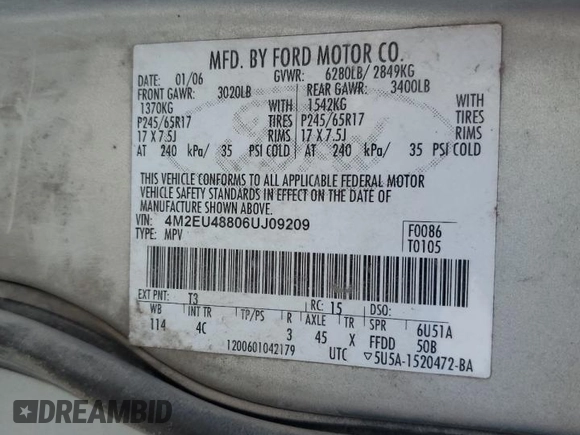 MFD. BY FORD MOTOR CO.
DATE: 01/06 GVWR: 6280LB/ 2849KG
FRONT GAWR: 3020LB REAR GAWR: 3400LB
1370KG WITH 1542KG WITH
P245/65R17 TIRES P245/65R17 TIRES
17 X 7.5J RIMS 17 X 7.5J RIMS
AT 240 kPa/ 35 PSI COLD AT 240 kPa/ 35 PSI COLD
THIS VEHICLE CONFORMS TO ALL APPLICABLE FEDERAL MOTOR
VEHICLE SAFETY STANDARDS IN EFFECT ON THE DATE OF
MANUFACTURE SHOWN ABOVE.
VIN: 4M2EU48806UJ09209 F0086
TYPE: MPV T0105
EXT PNT: T3 RC: 15 DSO:
WB INT TR TP/PS R AXLE TR SPR 6U51A
114 4C 3 45 X FFDD 50B
1200601042179 UTC ▽5U5A-1520472-BA
DREAMBID